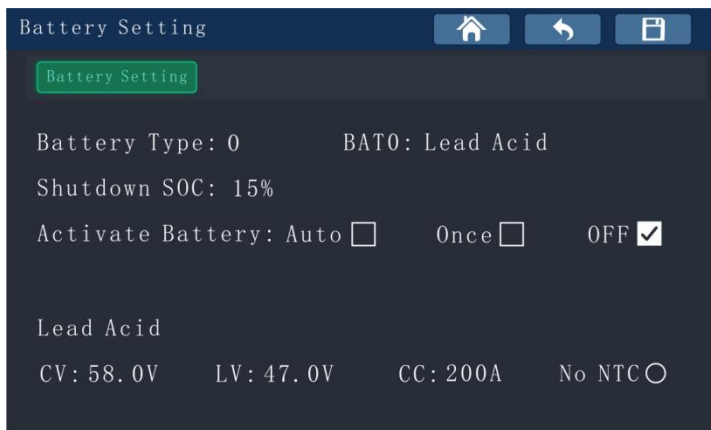 Battery Setting
Battery Setting
Battery Type: 0 BAT0: Lead Acid
Shutdown SOC: 15%
Activate Battery: Auto Once OFF
Lead Acid
CV: 58.0V LV: 47.0V CC: 200A No NTC